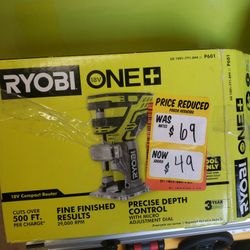 P601
RYOBI 18V ONE+
PRICE REDUCED
WAS
$69
NOW
$49
18V Compact Router
CUTS OVER
500 FT.
PER CHARGE*
FINE FINISHED
RESULTS
29,000 RPM
PRECISE DEPTH
CONTROL
WITH MICRO
ADJUSTMENT DIAL
3 YEAR